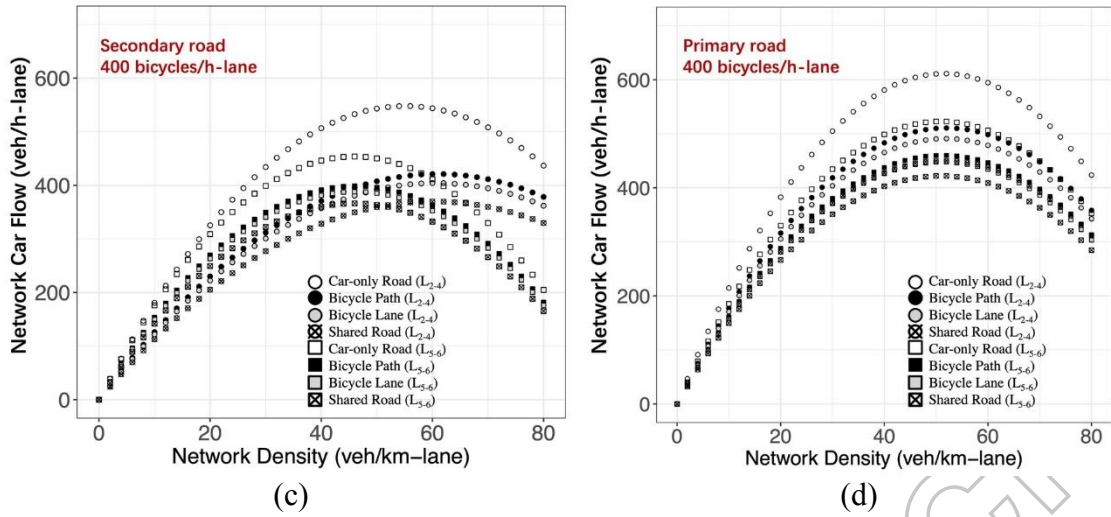 Secondary road
400 bicycles/h-lane
Network Car Flow (veh/h-lane)
600
400
200
0
Car-only Road (L2-4)
Bicycle Path (L2-4)
Bicycle Lane (L2-4)
Shared Road (L2-4)
Car-only Road (L5-6)
Bicycle Path (L5-6)
Bicycle Lane (L5-6)
Shared Road (L5-6)
0 20 40 60 80
Network Density (veh/km−lane)
(c)
Primary road
400 bicycles/h-lane
Network Car Flow (veh/h-lane)
600
400
200
0
Car-only Road (L2-4)
Bicycle Path (L2-4)
Bicycle Lane (L2-4)
Shared Road (L2-4)
Car-only Road (L5-6)
Bicycle Path (L5-6)
Bicycle Lane (L5-6)
Shared Road (L5-6)
0 20 40 60 80
Network Density (veh/km−lane)
(d)